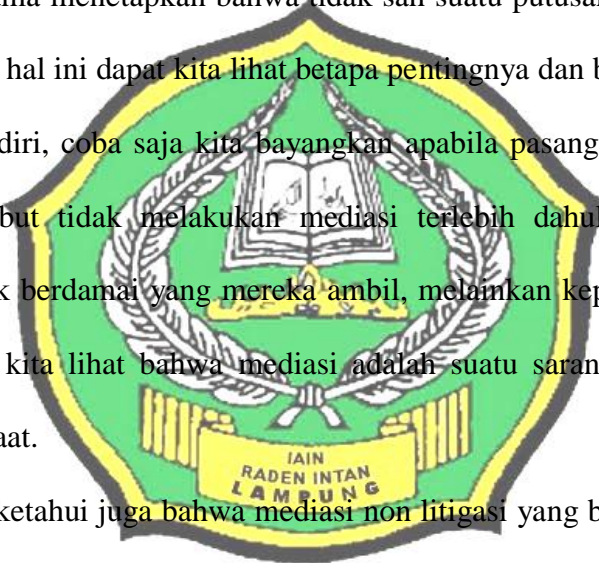 menetapkan bahwa tidak sah suatu putusa
hal ini dapat kita lihat betapa pentingnya dan b
diri, coba saja kita bayangkan apabila pasang
but tidak melakukan mediasi terlebih dahul
k berdamai yang mereka ambil, melainkan kep
kita lihat bahwa mediasi adalah suatu saran
aat.
IAIN
RADEN INTAN
LAMPUNG
ketahui juga bahwa mediasi non litigasi yang b